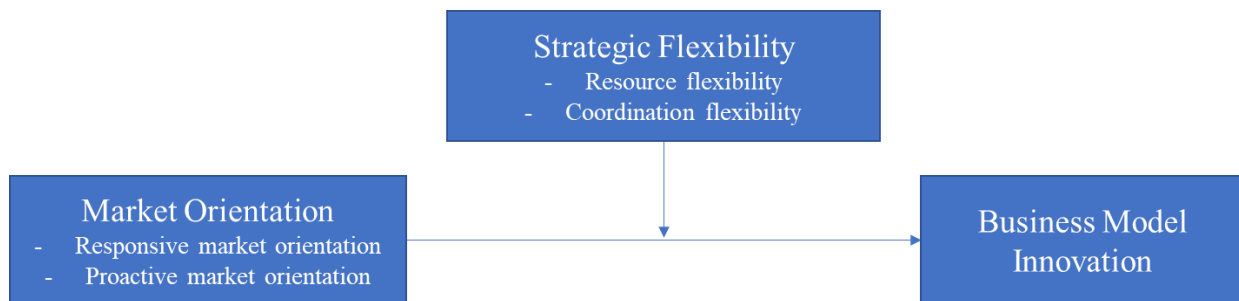 Strategic Flexibility
- Resource flexibility
- Coordination flexibility
Market Orientation
- Responsive market orientation
- Proactive market orientation
Business Model
Innovation